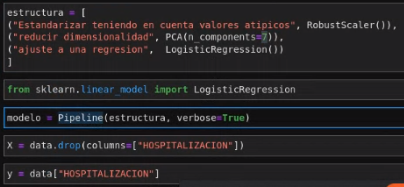 estructura = [
("Estandarizar teniendo en cuenta valores atipicos", RobustScaler()),
("reducir dimensionalidad", PCA(n_components=7)),
("ajuste a una regresion", LogisticRegression())
]
from sklearn.linear_model import LogisticRegression
modelo = Pipeline(estructura, verbose=True)
X = data.drop(columns=["HOSPITALIZACION"])
y = data["HOSPITALIZACION"]